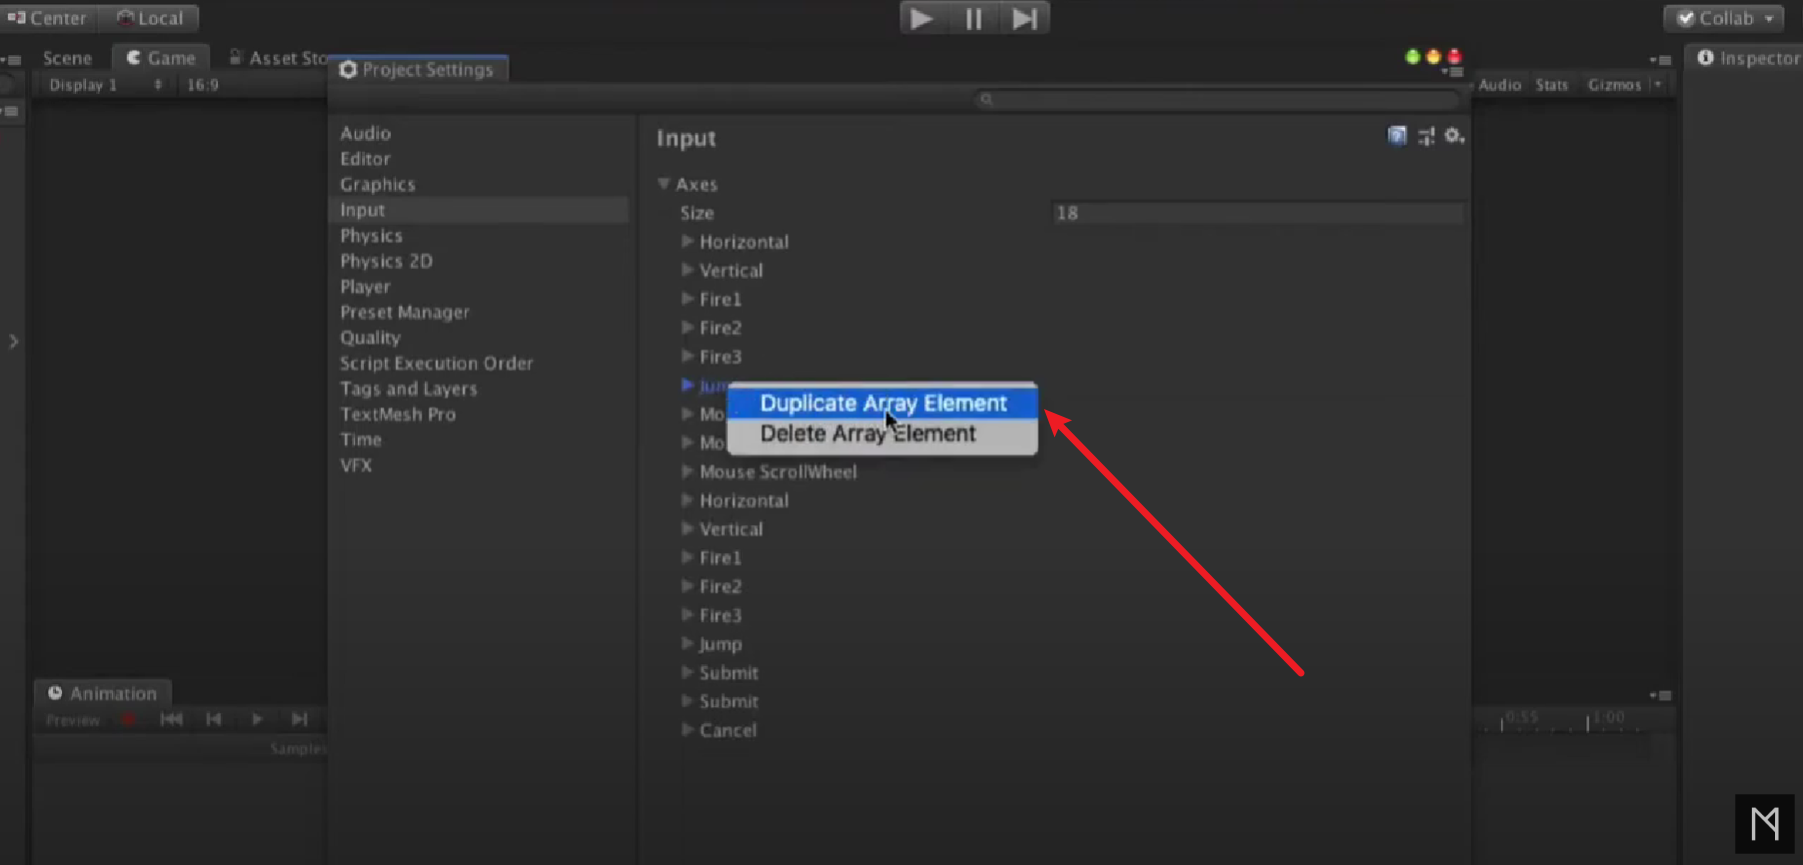 Center Local Collab
Scene Game Asset Sto Project Settings Inspector
Display 1 16:9 Audio Stats Gizmos
Audio
Editor
Graphics
Input
Physics
Physics 2D
Player
Preset Manager
Quality
Script Execution Order
Tags and Layers
TextMesh Pro
Time
VFX
Input
Axes
Size 18
Horizontal
Vertical
Fire1
Fire2
Fire3
Jum
Duplicate Array Element
Mo
Delete Array Element
Mo
Mouse ScrollWheel
Horizontal
Vertical
Fire1
Fire2
Fire3
Jump
Submit
Submit
Cancel
Animation
Preview 0:55 1:00
Samples